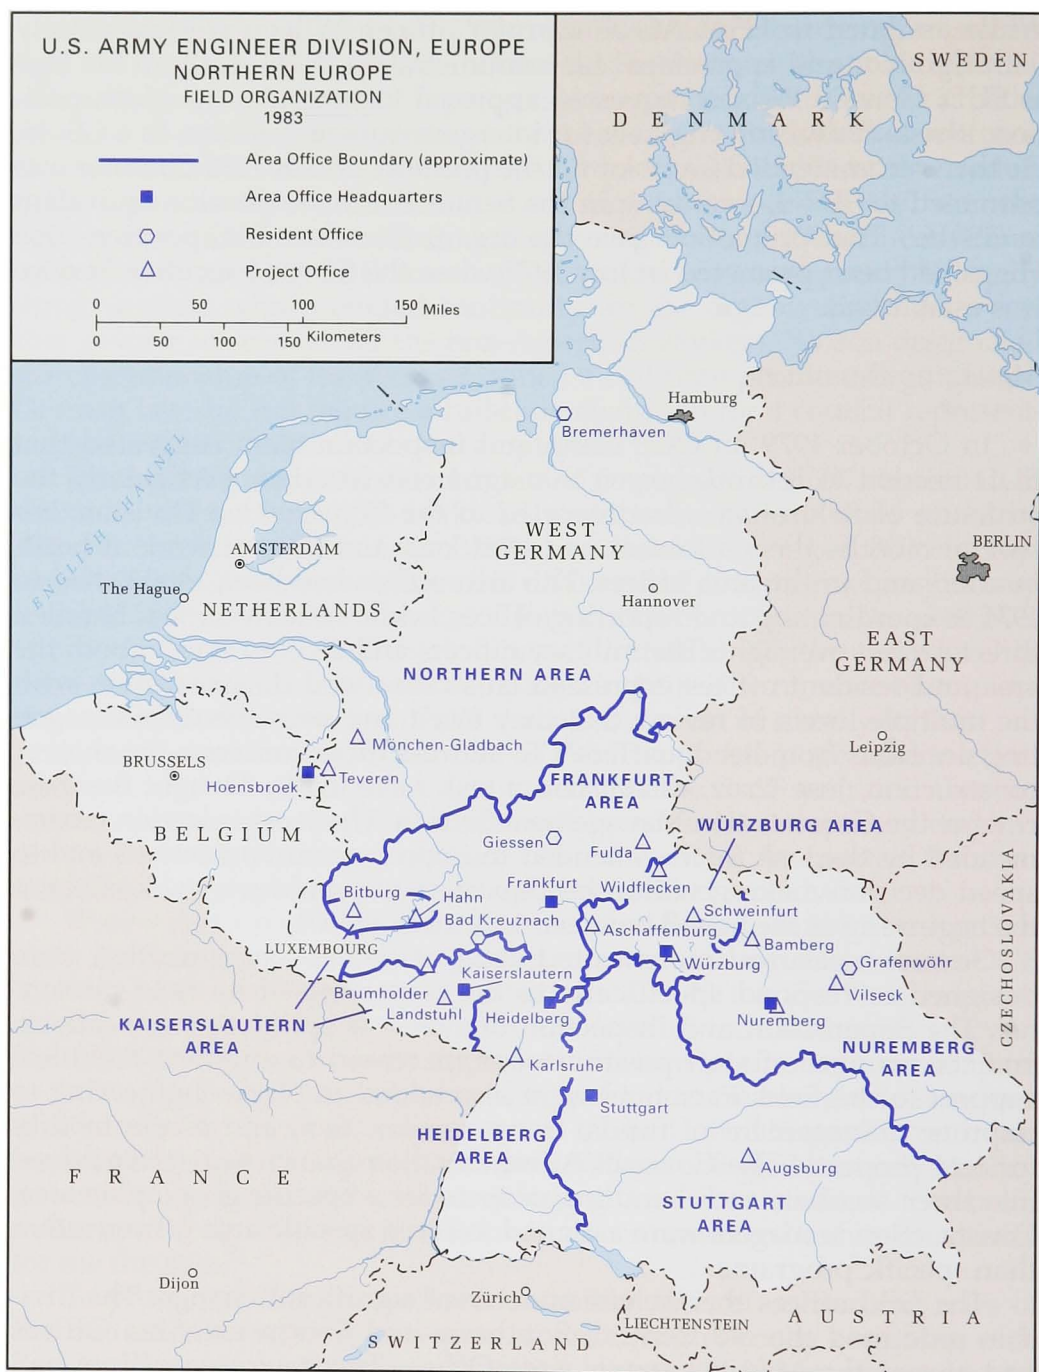 U.S. ARMY ENGINEER DIVISION, EUROPE
NORTHERN EUROPE
FIELD ORGANIZATION
1983
Area Office Boundary (approximate)
Area Office Headquarters
Resident Office
Project Office
0 50 100 150 Miles
0 50 100 150 Kilometers
SWEDEN
DENMARK
Hamburg
Bremerhaven
ENGLISH CHANNEL
WEST
GERMANY
BERLIN
AMSTERDAM
The Hague
NETHERLANDS
Hannover
EAST
GERMANY
NORTHERN AREA
Mönchen-Gladbach
Leipzig
BRUSSELS
Teveren
Hoensbroek
FRANKFURT
AREA
BELGIUM
WÜRZBURG AREA
Giessen
Fulda
CZECHOSLOVAKIA
Wildflecken
Frankfurt
Bitburg
Hahn
Schweinfurt
Bad Kreuznach
Aschaffenburg
Bamberg
LUXEMBOURG
Würzburg
Grafenwöhr
Kaiserslautern
Baumholder
Vilseck
Landstuhl
Heidelberg
Nuremberg
KAISERSLAUTERN
AREA
NUREMBERG
AREA
Karlsruhe
Stuttgart
HEIDELBERG
AREA
Augsburg
FRANCE
STUTTGART
AREA
Dijon
Zürich
LIECHTENSTEIN
AUSTRIA
SWITZERLAND